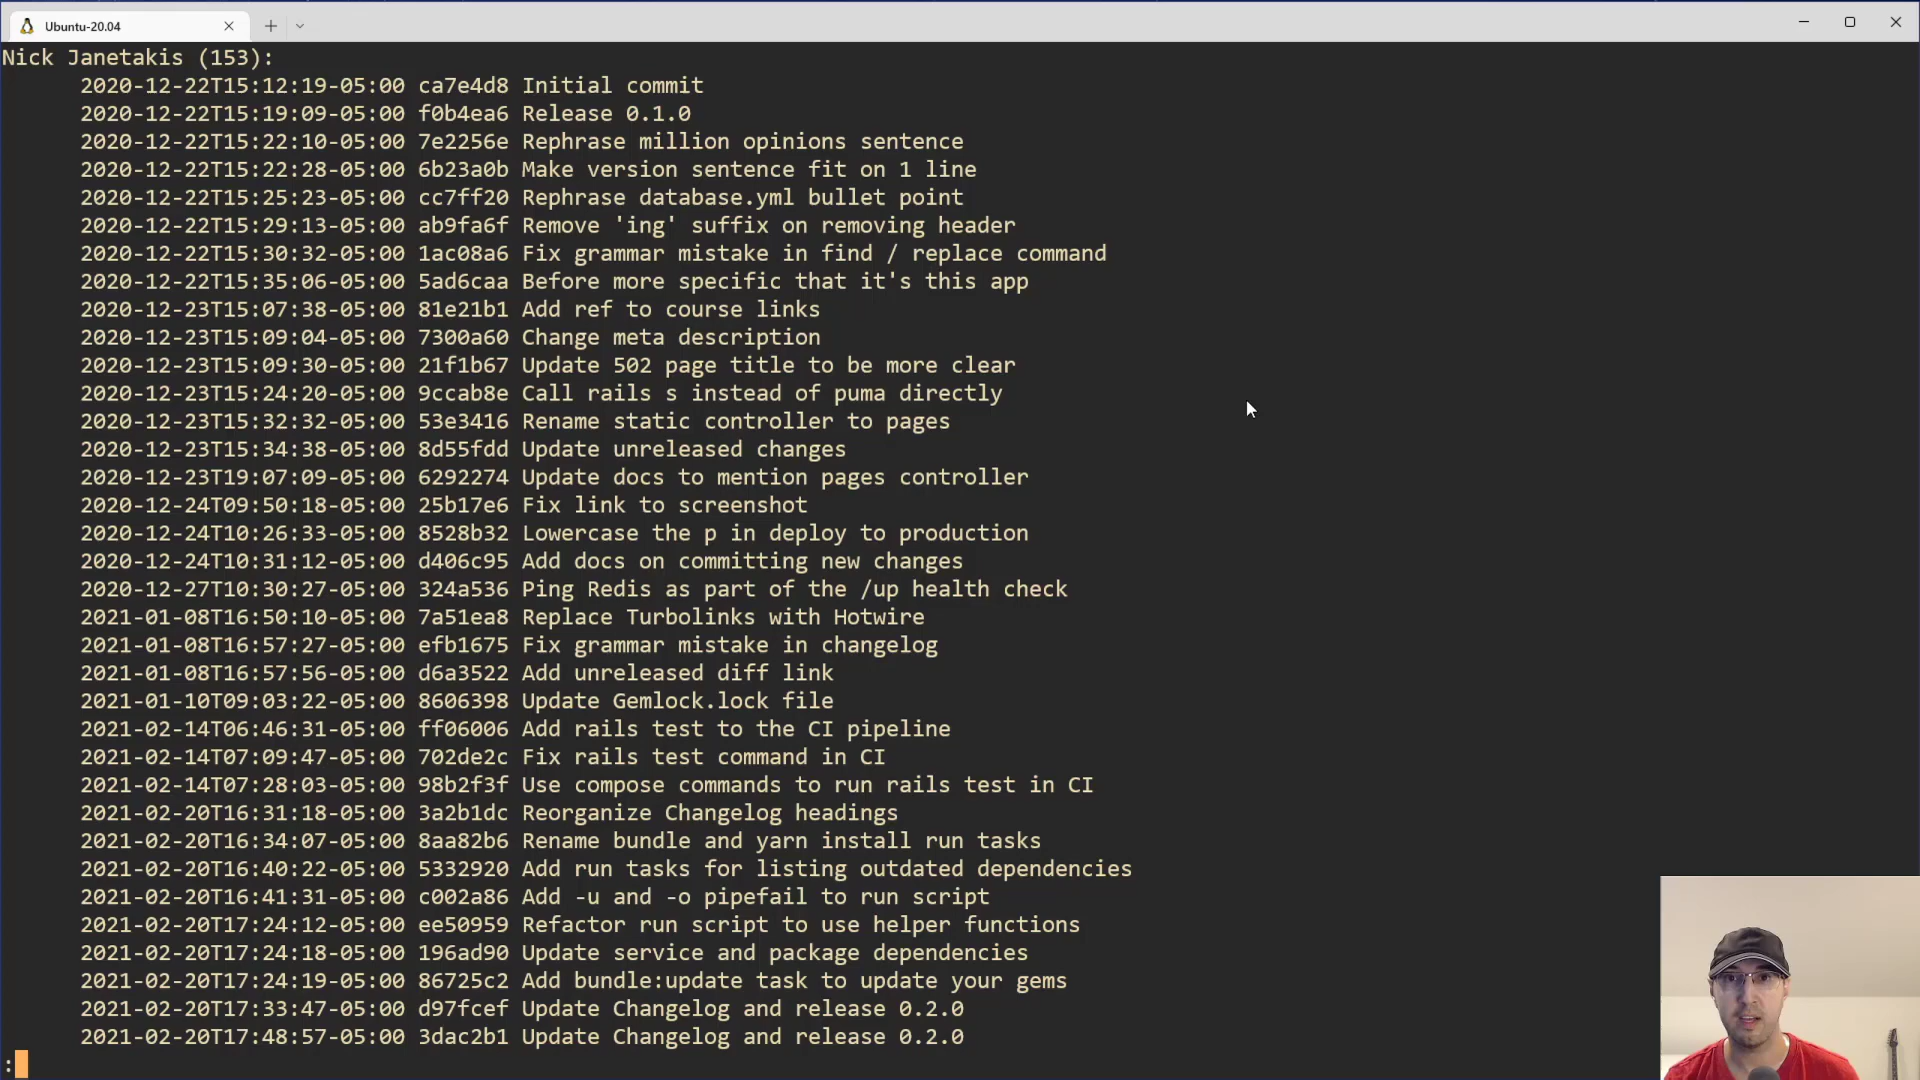 Ubuntu-20.04
Nick Janetakis (153):
2020-12-22T15:12:19-05:00 ca7e4d8 Initial commit
2020-12-22T15:19:09-05:00 f0b4ea6 Release 0.1.0
2020-12-22T15:22:10-05:00 7e2256e Rephrase million opinions sentence
2020-12-22T15:22:28-05:00 6b23a0b Make version sentence fit on 1 line
2020-12-22T15:25:23-05:00 cc7ff20 Rephrase database.yml bullet point
2020-12-22T15:29:13-05:00 ab9fa6f Remove 'ing' suffix on removing header
2020-12-22T15:30:32-05:00 1ac08a6 Fix grammar mistake in find / replace command
2020-12-22T15:35:06-05:00 5ad6caa Before more specific that it's this app
2020-12-23T15:07:38-05:00 81e21b1 Add ref to course links
2020-12-23T15:09:04-05:00 7300a60 Change meta description
2020-12-23T15:09:30-05:00 21f1b67 Update 502 page title to be more clear
2020-12-23T15:24:20-05:00 9ccab8e Call rails s instead of puma directly
2020-12-23T15:32:32-05:00 53e3416 Rename static controller to pages
2020-12-23T15:34:38-05:00 8d55fdd Update unreleased changes
2020-12-23T19:07:09-05:00 6292274 Update docs to mention pages controller
2020-12-24T09:50:18-05:00 25b17e6 Fix link to screenshot
2020-12-24T10:26:33-05:00 8528b32 Lowercase the p in deploy to production
2020-12-24T10:31:12-05:00 d406c95 Add docs on committing new changes
2020-12-27T10:30:27-05:00 324a536 Ping Redis as part of the /up health check
2021-01-08T16:50:10-05:00 7a51ea8 Replace Turbolinks with Hotwire
2021-01-08T16:57:27-05:00 efb1675 Fix grammar mistake in changelog
2021-01-08T16:57:56-05:00 d6a3522 Add unreleased diff link
2021-01-10T09:03:22-05:00 8606398 Update Gemlock.lock file
2021-02-14T06:46:31-05:00 ff06006 Add rails test to the CI pipeline
2021-02-14T07:09:47-05:00 702de2c Fix rails test command in CI
2021-02-14T07:28:03-05:00 98b2f3f Use compose commands to run rails test in CI
2021-02-20T16:31:18-05:00 3a2b1dc Reorganize Changelog headings
2021-02-20T16:34:07-05:00 8aa82b6 Rename bundle and yarn install run tasks
2021-02-20T16:40:22-05:00 5332920 Add run tasks for listing outdated dependencies
2021-02-20T16:41:31-05:00 c002a86 Add -u and -o pipefail to run script
2021-02-20T17:24:12-05:00 ee50959 Refactor run script to use helper functions
2021-02-20T17:24:18-05:00 196ad90 Update service and package dependencies
2021-02-20T17:24:19-05:00 86725c2 Add bundle:update task to update your gems
2021-02-20T17:33:47-05:00 d97fcef Update Changelog and release 0.2.0
2021-02-20T17:48:57-05:00 3dac2b1 Update Changelog and release 0.2.0
: